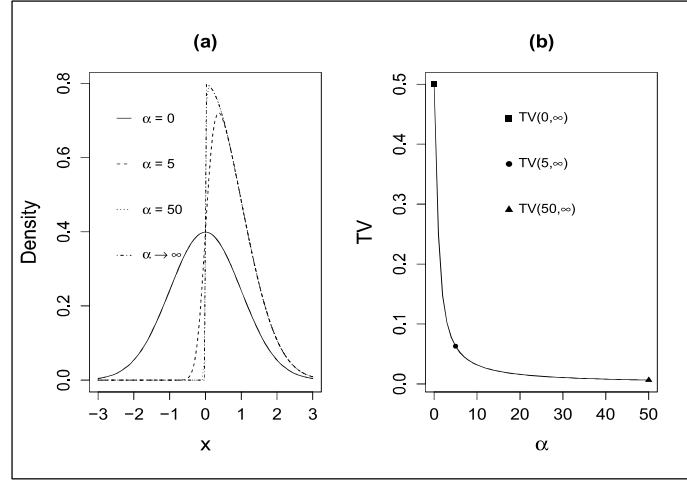 (a)
Density
0.0 0.2 0.4 0.6 0.8
α = 0
α = 5
α = 50
α → ∞
−3 −2 −1 0 1 2 3
x
(b)
TV
0.0 0.1 0.2 0.3 0.4 0.5
TV(0,∞)
TV(5,∞)
TV(50,∞)
0 10 20 30 40 50
α